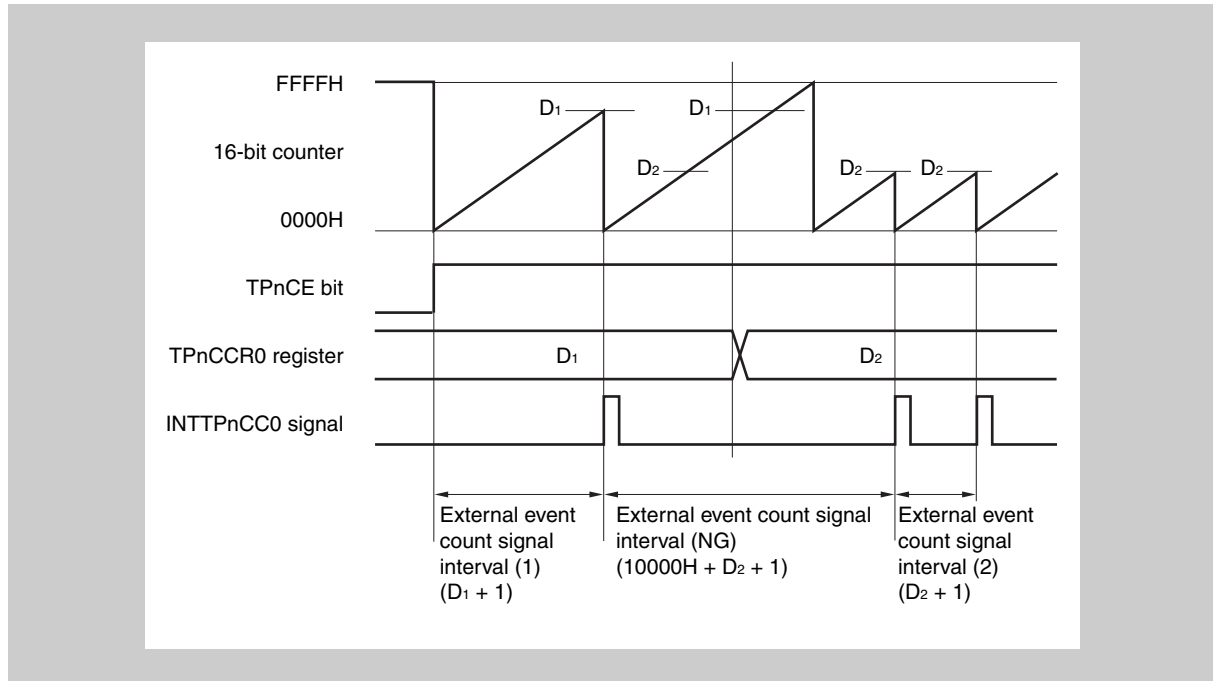 FFFFH
D1
D1
16-bit counter
D2
D2
D2
0000H
TPnCE bit
TPnCCR0 register
D1
D2
INTTPnCC0 signal
External event
count signal
interval (1)
(D1 + 1)
External event count signal
interval (NG)
(10000H + D2 + 1)
External event
count signal
interval (2)
(D2 + 1)